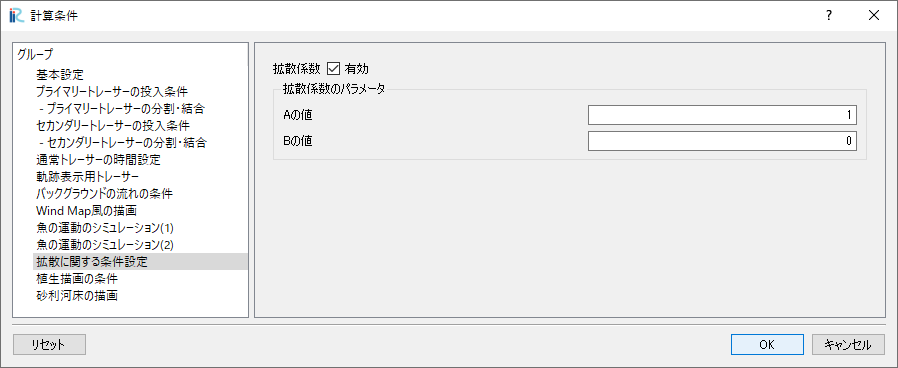 計算条件
?
グループ
基本設定
プライマリートレーサーの投入条件
- プライマリートレーサーの分割・結合
セカンダリートレーサーの投入条件
- セカンダリートレーサーの分割・結合
通常トレーサーの時間設定
軌跡表示用トレーサー
バックグラウンドの流れの条件
Wind Map風の描画
魚の運動のシミュレーション(1)
魚の運動のシミュレーション(2)
拡散に関する条件設定
植生描画の条件
砂利河床の描画
拡散係数 有効
拡散係数のパラメータ
Aの値 1
Bの値 0
リセット
OK
キャンセル